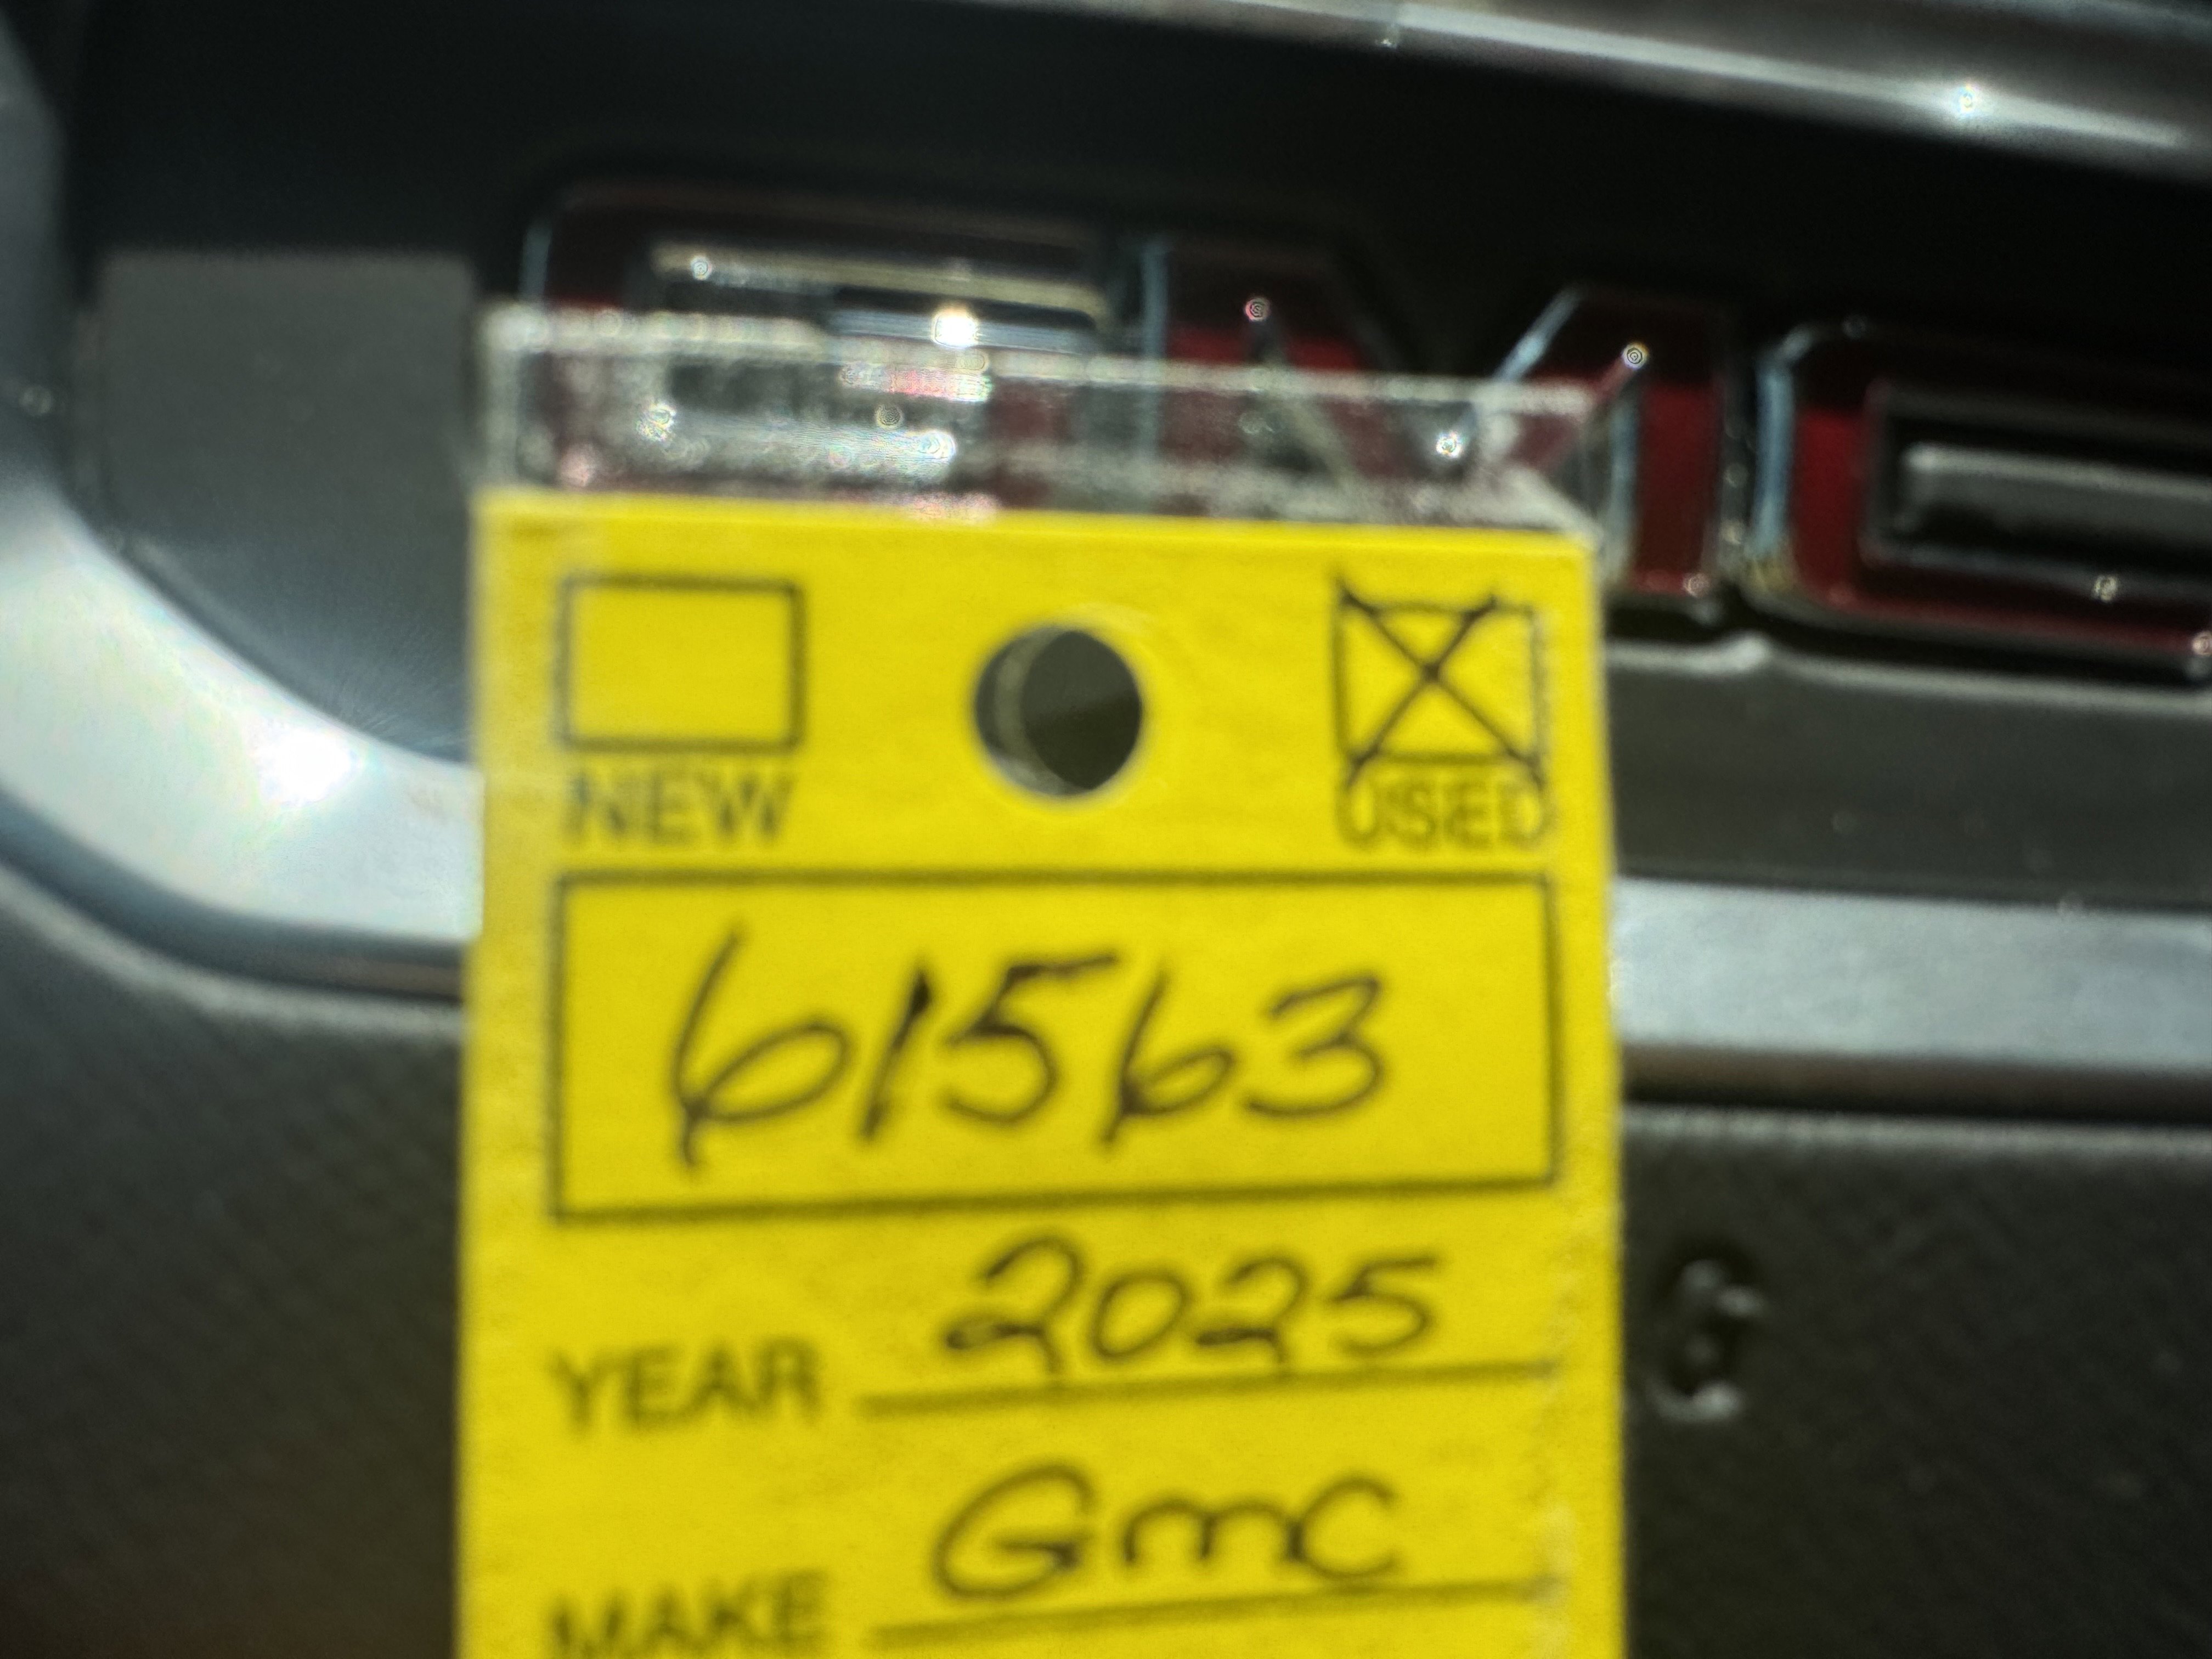 NEW USED
61563
YEAR 2025
MAKE GMC